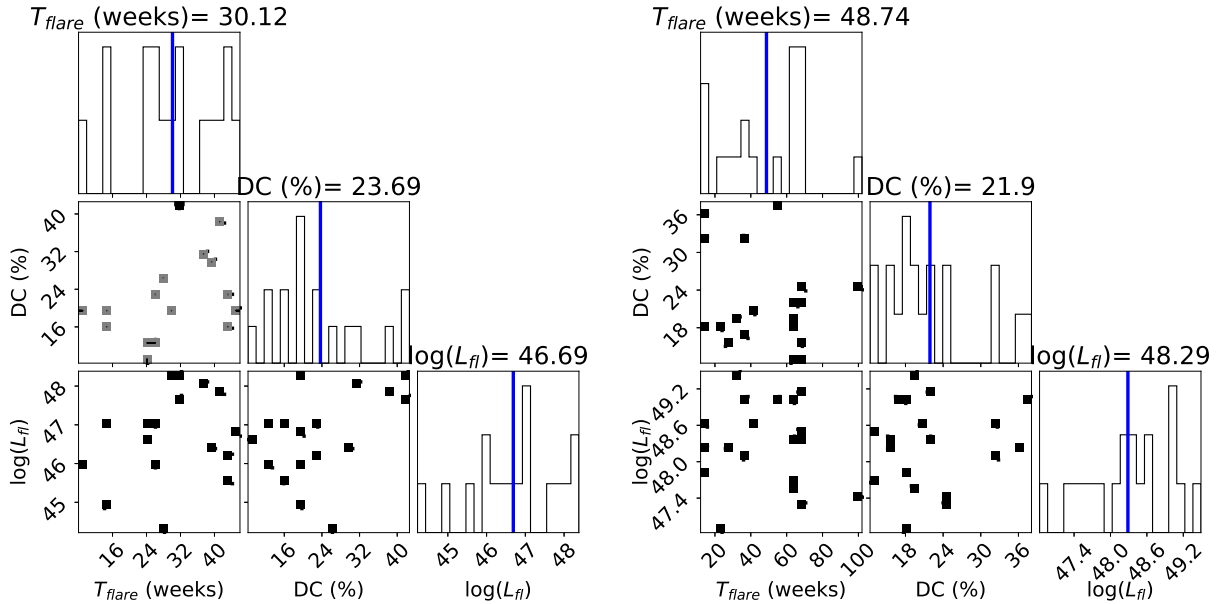 T_flare (weeks)= 30.12
DC (%)= 23.69
log(L_fl)= 46.69
DC (%)
40
32
24
16
log(L_fl)
48
47
46
45
16 24 32 40
T_flare (weeks)
16 24 32 40
DC (%)
45 46 47 48
log(L_fl)
T_flare (weeks)= 48.74
DC (%)= 21.9
log(L_fl)= 48.29
DC (%)
36
30
24
18
log(L_fl)
49.2
48.6
48.0
47.4
20 40 60 80 100
T_flare (weeks)
18 24 30 36
DC (%)
47.4 48.0 48.6 49.2
log(L_fl)